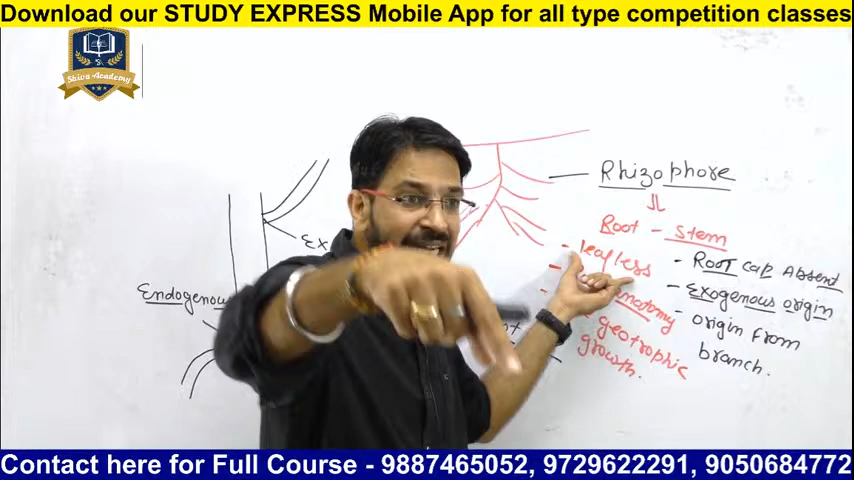 Download our STUDY EXPRESS Mobile App for all type competition classes
Shiva Academy
Rhizophore
Root - Stem
- leafless
- Root cap Absent
- Exogenous origin
- origin from
branch.
- geotrophic
growth.
Ex
Endogenous
Contact here for Full Course - 9887465052, 9729622291, 9050684772